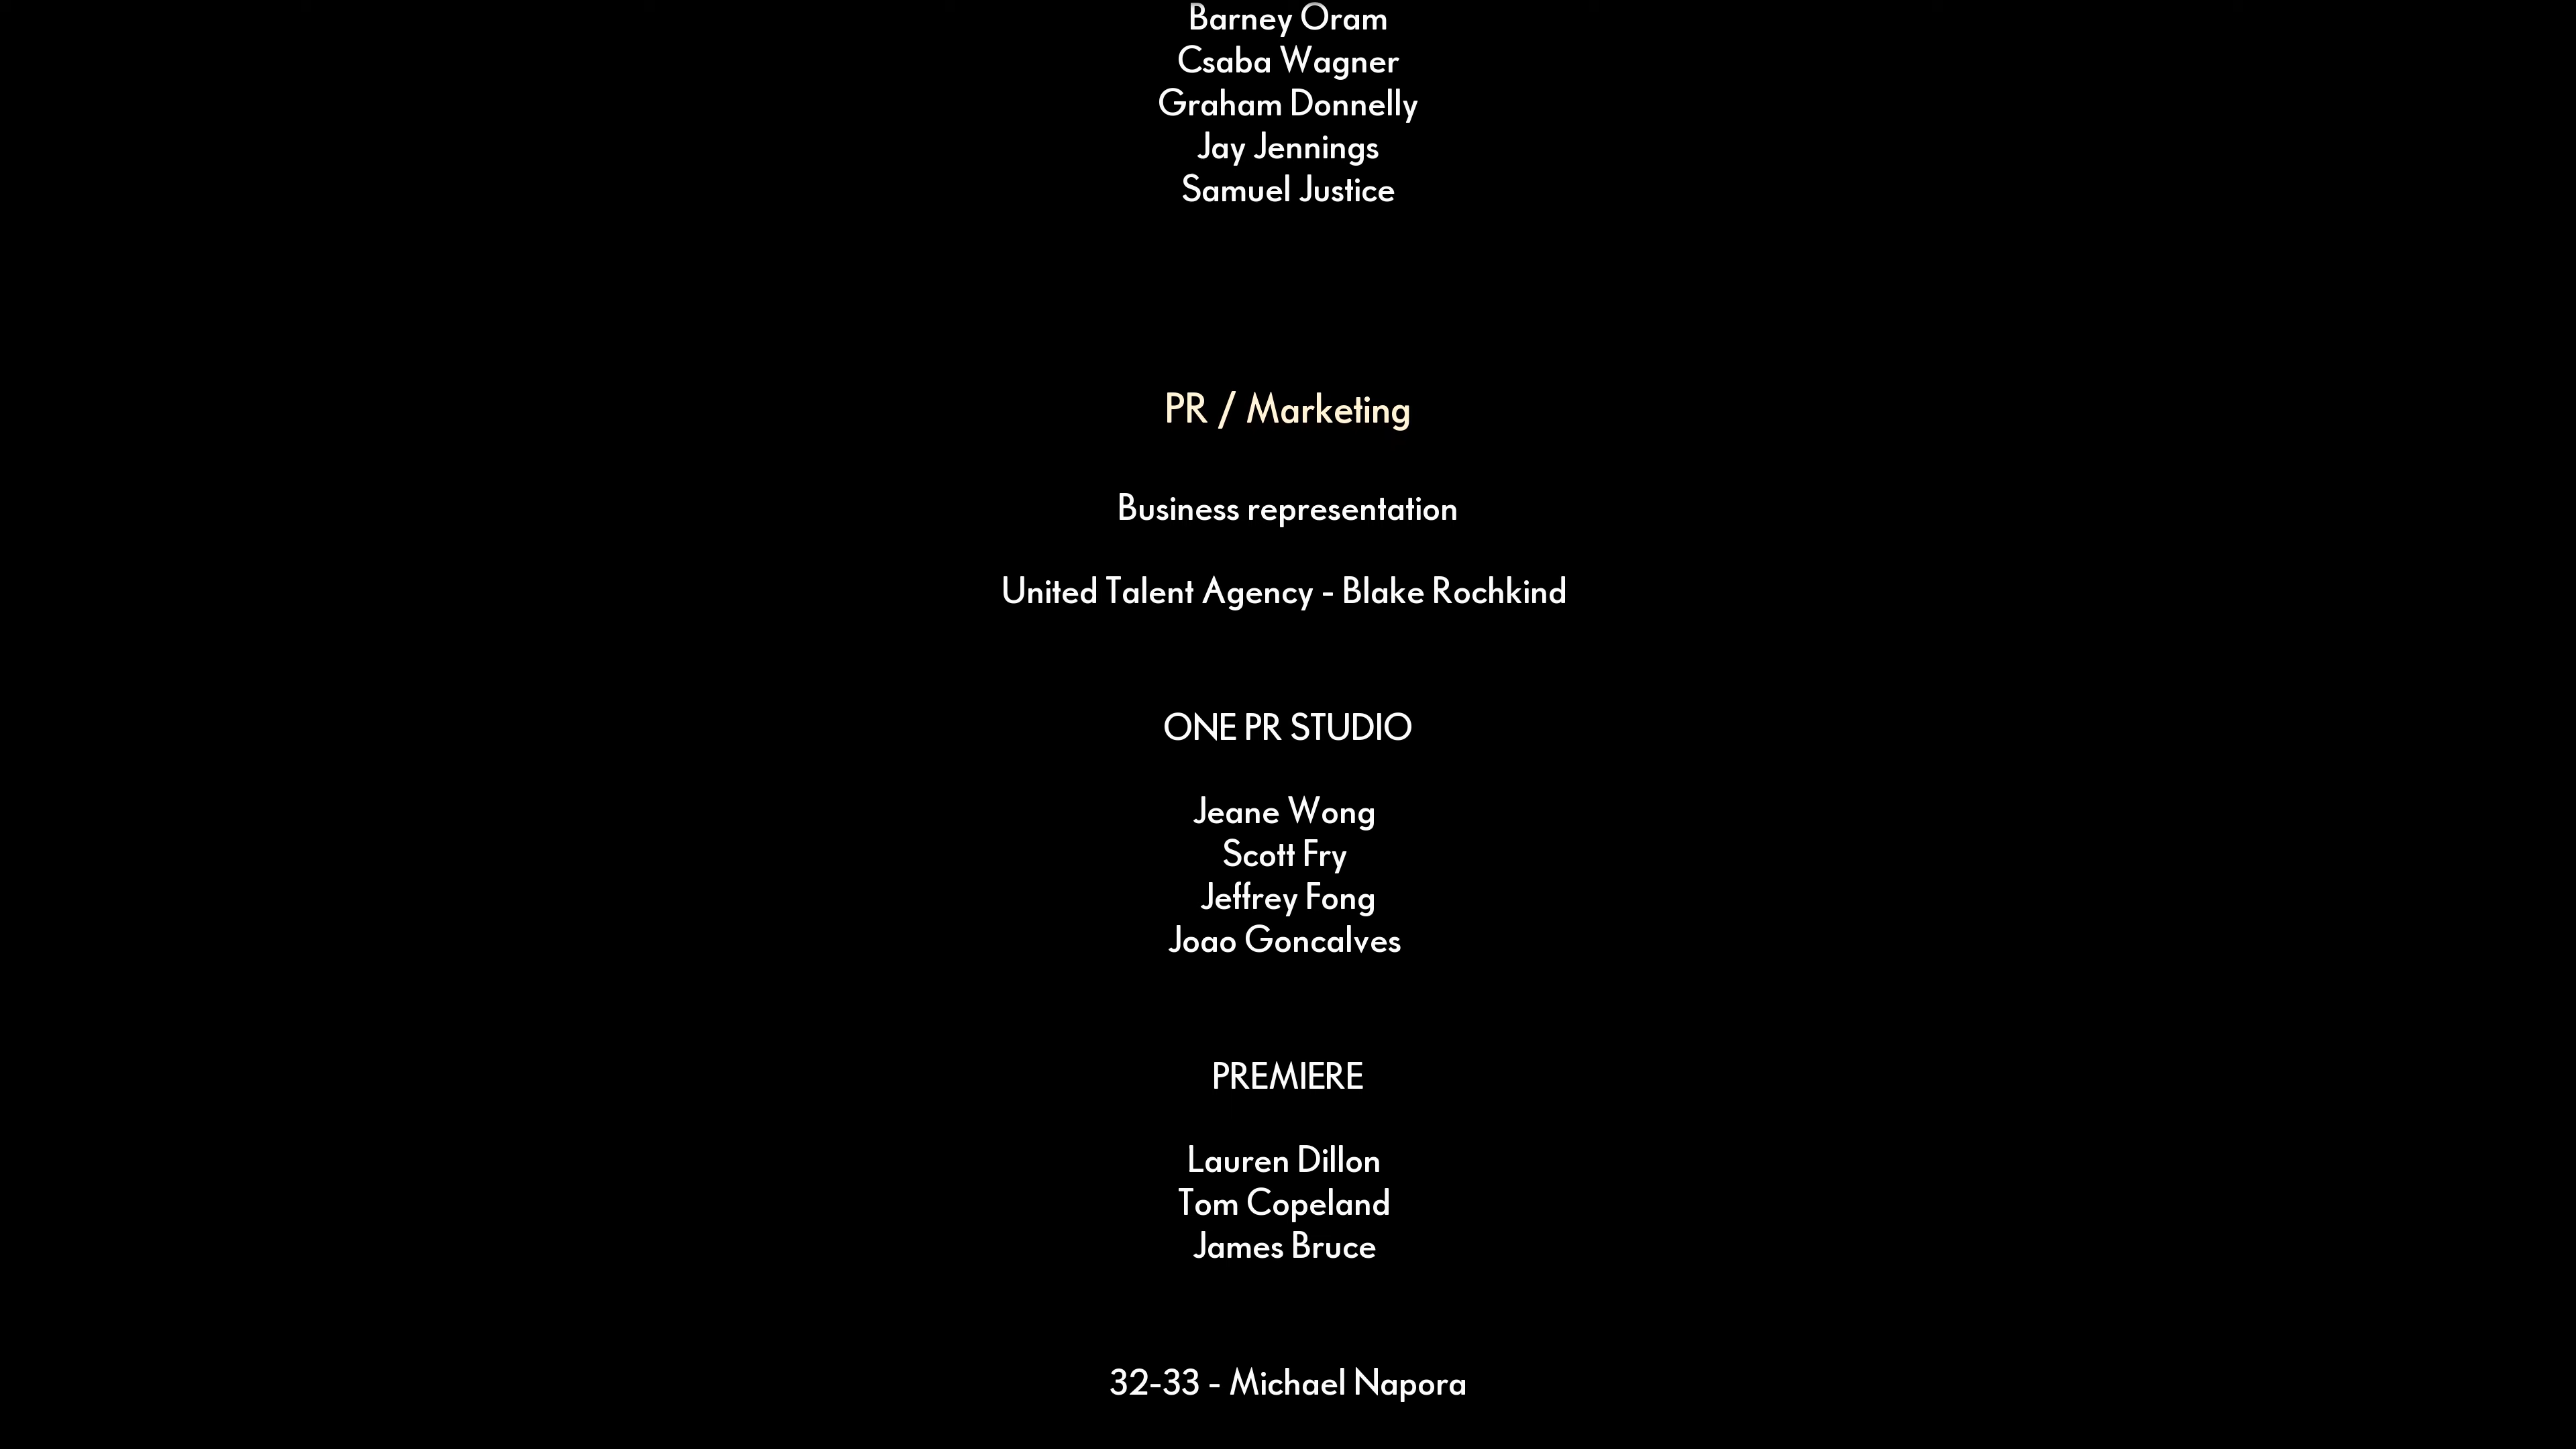 Barney Oram
Csaba Wagner
Graham Donnelly
Jay Jennings
Samuel Justice
PR / Marketing
Business representation
United Talent Agency - Blake Rochkind
ONE PR STUDIO
Jeane Wong
Scott Fry
Jeffrey Fong
Joao Goncalves
PREMIERE
Lauren Dillon
Tom Copeland
James Bruce
32-33 - Michael Napora